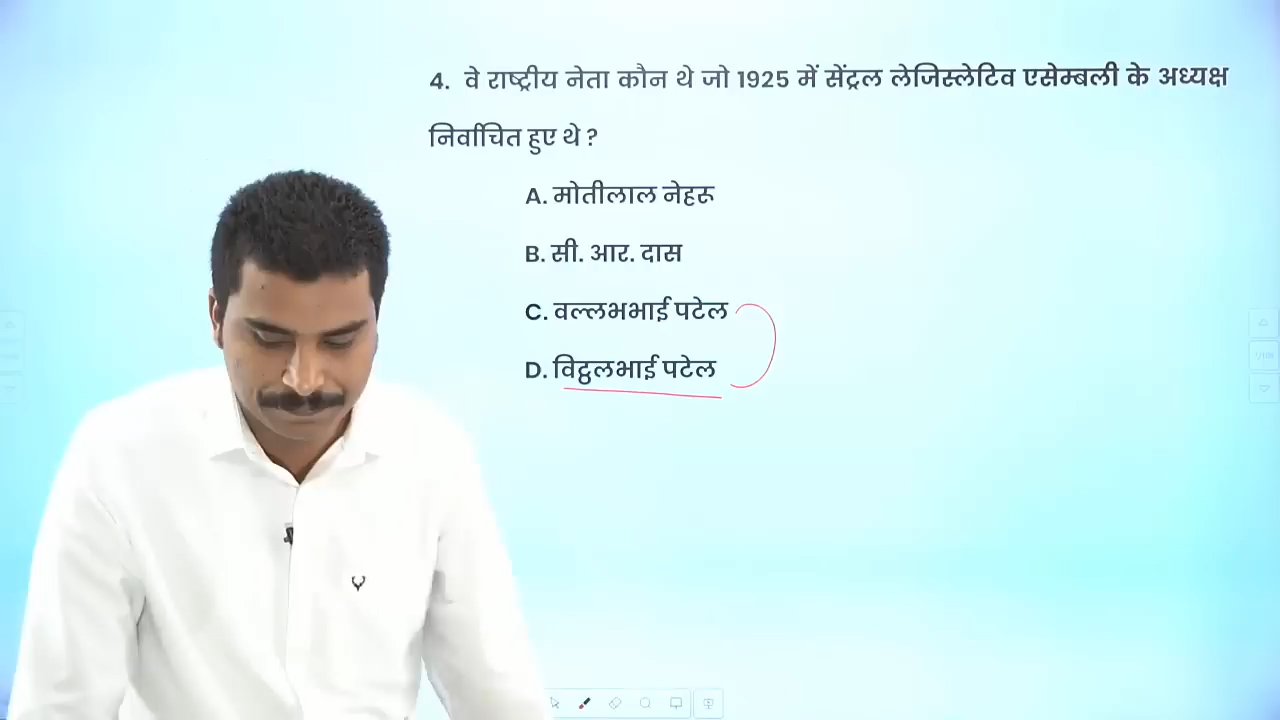 4. वे राष्ट्रीय नेता कौन थे जो 1925 में सेंट्रल लेजिस्लेटिव एसेम्बली के अध्यक्ष
निर्वाचित हुए थे ?
A. मोतीलाल नेहरू
B. सी. आर. दास
C. वल्लभभाई पटेल
D. विट्ठलभाई पटेल